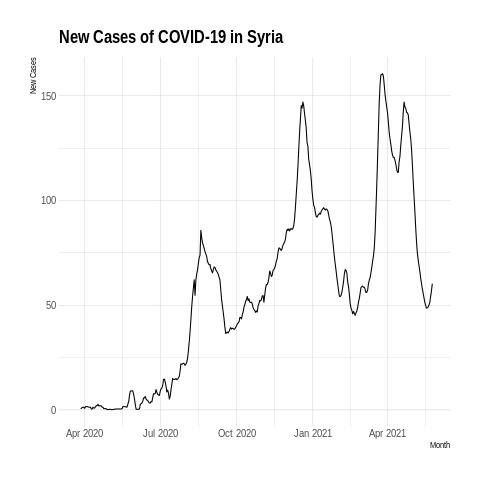 New Cases of COVID-19 in Syria
New Cases
150
100
50
0
Apr 2020 Jul 2020 Oct 2020 Jan 2021 Apr 2021
Month